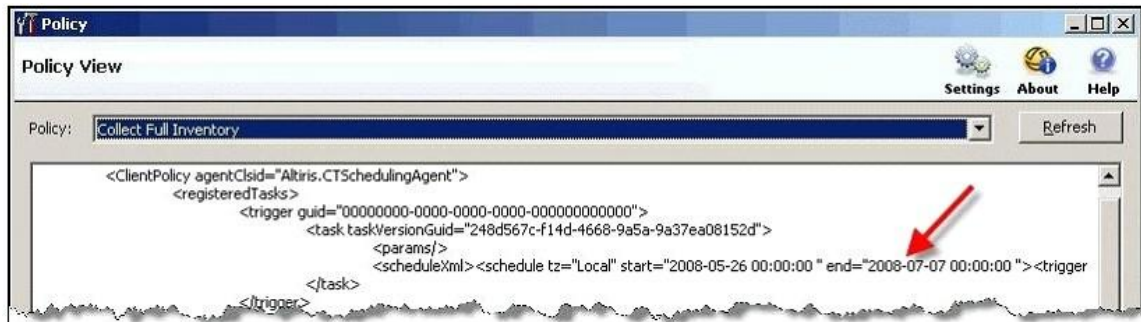 Policy
Policy View
Settings About Help
Policy: Collect Full Inventory Refresh
<ClientPolicy agentClsid="Altiris.CTSchedulingAgent">
<registeredTasks>
<trigger guid="00000000-0000-0000-0000-000000000000">
<task taskVersionGuid="248d567c-f14d-4668-9a5a-9a37ea08152d">
<params/>
<scheduleXml><schedule tz="Local" start="2008-05-26 00:00:00 " end="2008-07-07 00:00:00 "><trigger
</task>
</trigger>